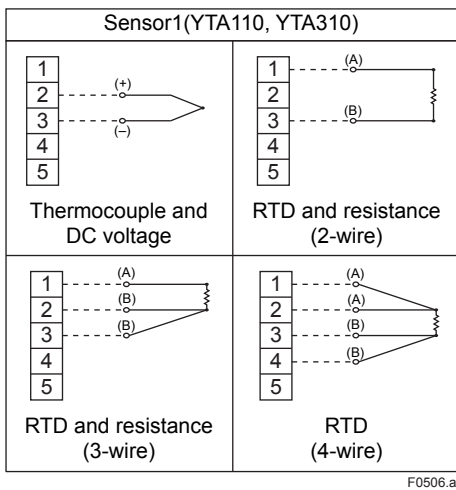 Sensor1(YTA110, YTA310)
1
(+)
2
3
(–)
4
5
Thermocouple and
DC voltage
(A)
1
2
(B)
3
4
5
RTD and resistance
(2-wire)
(A)
1
(B)
2
(B)
3
4
5
RTD and resistance
(3-wire)
(A)
1
(A)
2
(B)
3
(B)
4
5
RTD
(4-wire)
F0506.a